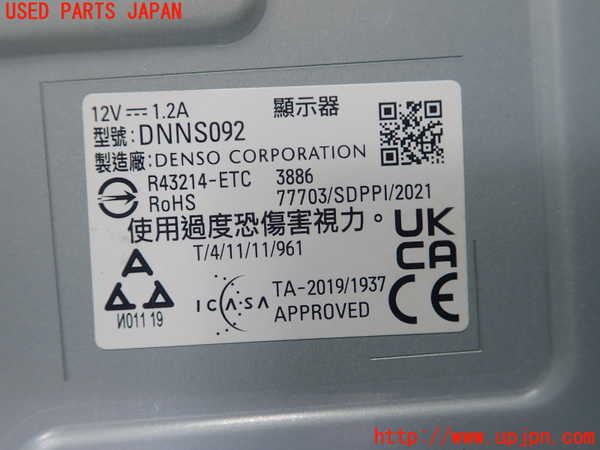 USED PARTS JAPAN
12V⎓1.2A 顯示器
型號:DNNS092
製造廠:DENSO CORPORATION
R43214-ETC 3886
RoHS 77703/SDPPI/2021
使用過度恐傷害視力。
T/4/11/11/961
UK
CA
ICASA
TA-2019/1937
APPROVED
CE
И011 19
http://www.upjpn.com/